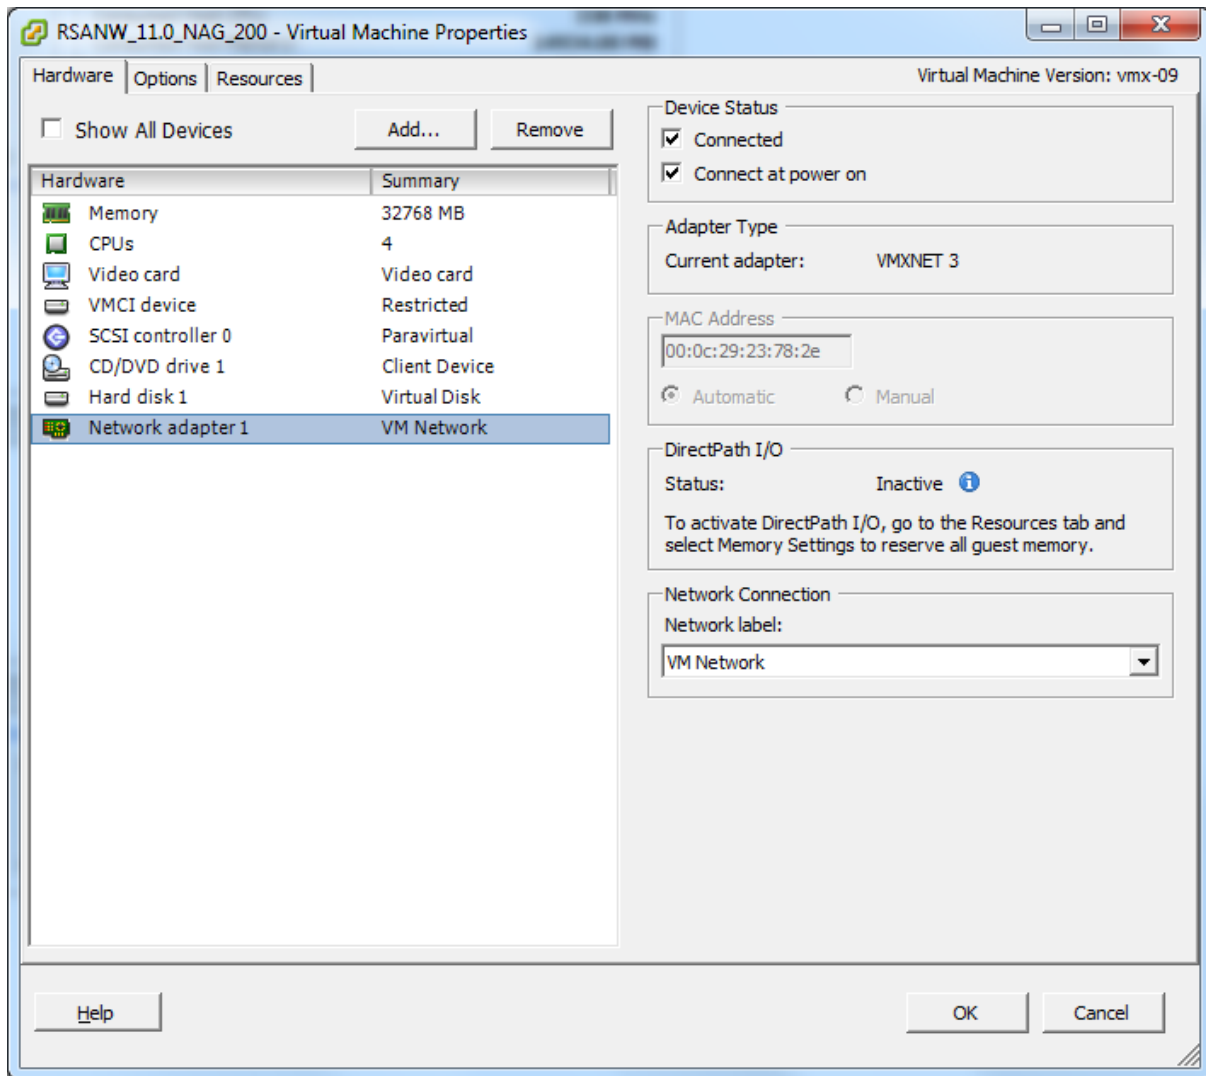 RSANW_11.0_NAG_200 - Virtual Machine Properties
Hardware Options Resources
Virtual Machine Version: vmx-09
Show All Devices
Add...
Remove
Hardware Summary
Memory 32768 MB
CPUs 4
Video card Video card
VMCI device Restricted
SCSI controller 0 Paravirtual
CD/DVD drive 1 Client Device
Hard disk 1 Virtual Disk
Network adapter 1 VM Network
Device Status
Connected
Connect at power on
Adapter Type
Current adapter: VMXNET 3
MAC Address
00:0c:29:23:78:2e
Automatic Manual
DirectPath I/O
Status: Inactive
To activate DirectPath I/O, go to the Resources tab and
select Memory Settings to reserve all guest memory.
Network Connection
Network label:
VM Network
Help
OK
Cancel